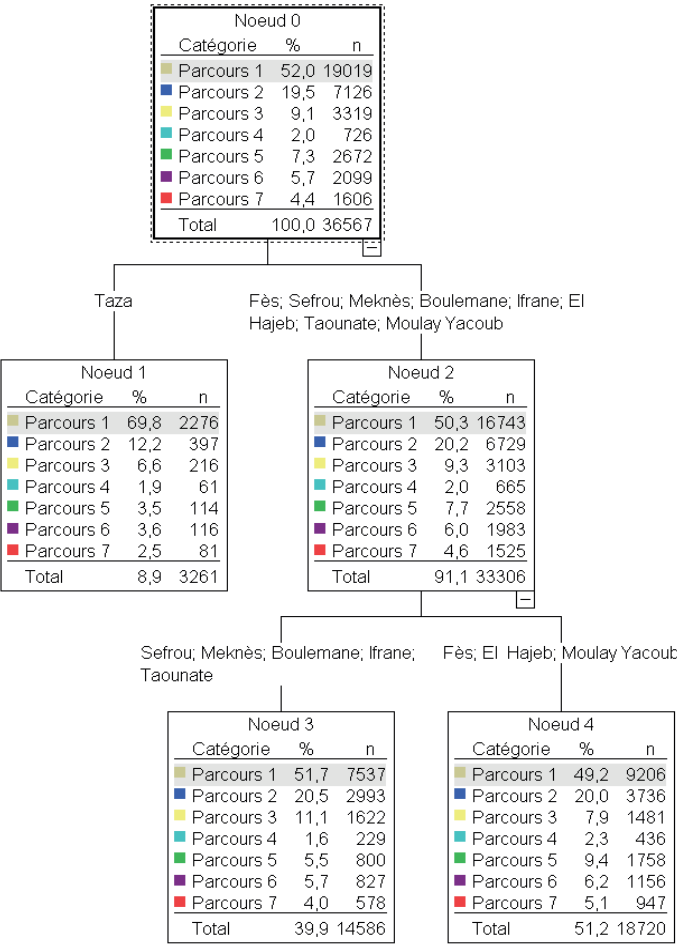 Noeud 0
Catégorie % n
Parcours 1 52,0 19019
Parcours 2 19,5 7126
Parcours 3 9,1 3319
Parcours 4 2,0 726
Parcours 5 7,3 2672
Parcours 6 5,7 2099
Parcours 7 4,4 1606
Total 100,0 36567
Taza
Fès; Sefrou; Meknès; Boulemane; Ifrane; El
Hajeb; Taounate; Moulay Yacoub
Noeud 1
Catégorie % n
Parcours 1 69,8 2276
Parcours 2 12,2 397
Parcours 3 6,6 216
Parcours 4 1,9 61
Parcours 5 3,5 114
Parcours 6 3,6 116
Parcours 7 2,5 81
Total 8,9 3261
Noeud 2
Catégorie % n
Parcours 1 50,3 16743
Parcours 2 20,2 6729
Parcours 3 9,3 3103
Parcours 4 2,0 665
Parcours 5 7,7 2558
Parcours 6 6,0 1983
Parcours 7 4,6 1525
Total 91,1 33306
Sefrou; Meknès; Boulemane; Ifrane;
Taounate
Fès; El Hajeb; Moulay Yacoub
Noeud 3
Catégorie % n
Parcours 1 51,7 7537
Parcours 2 20,5 2993
Parcours 3 11,1 1622
Parcours 4 1,6 229
Parcours 5 5,5 800
Parcours 6 5,7 827
Parcours 7 4,0 578
Total 39,9 14586
Noeud 4
Catégorie % n
Parcours 1 49,2 9206
Parcours 2 20,0 3736
Parcours 3 7,9 1481
Parcours 4 2,3 436
Parcours 5 9,4 1758
Parcours 6 6,2 1156
Parcours 7 5,1 947
Total 51,2 18720